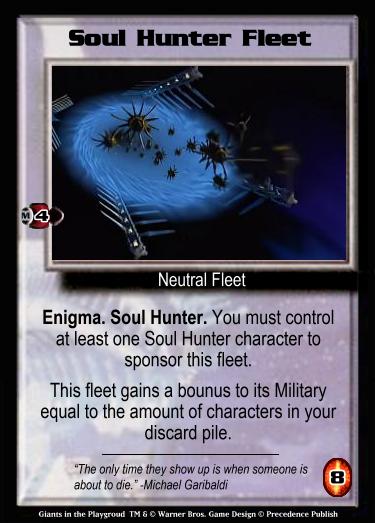 Soul Hunter Fleet
M 4
Neutral Fleet
Enigma. Soul Hunter. You must control
at least one Soul Hunter character to
sponsor this fleet.
This fleet gains a bounus to its Military
equal to the amount of characters in your
discard pile.
"The only time they show up is when someone is
about to die." -Michael Garibaldi
8
Giants in the Playgroud TM & © Warner Bros. Game Design © Precedence Publish